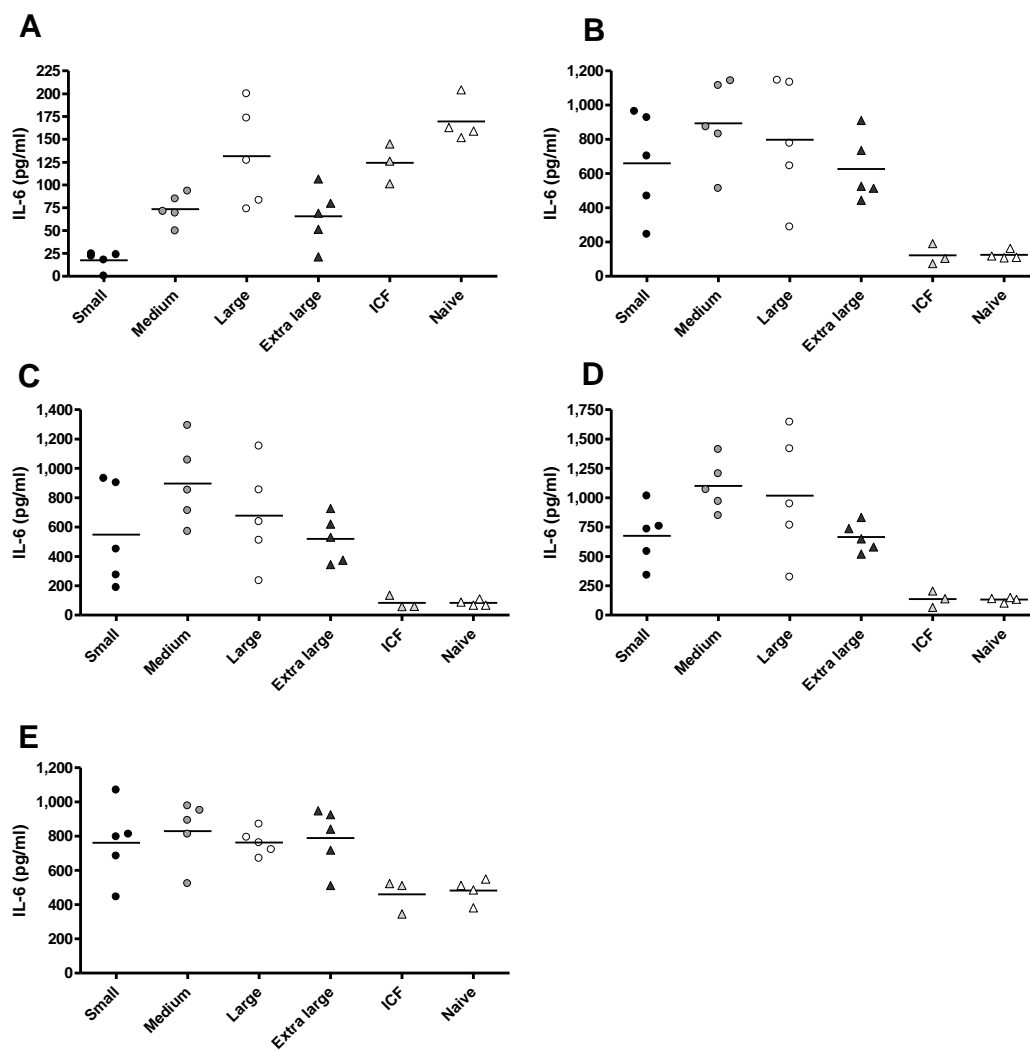 A
IL-6 (pg/ml)
225
200
175
150
125
100
75
50
25
0
Small
Medium
Large
Extra large
ICF
Naive
B
IL-6 (pg/ml)
1,200
1,000
800
600
400
200
0
Small
Medium
Large
Extra large
ICF
Naive
C
IL-6 (pg/ml)
1,400
1,200
1,000
800
600
400
200
0
Small
Medium
Large
Extra large
ICF
Naive
D
IL-6 (pg/ml)
1,750
1,500
1,250
1,000
750
500
250
0
Small
Medium
Large
Extra large
ICF
Naive
E
IL-6 (pg/ml)
1,200
1,000
800
600
400
200
0
Small
Medium
Large
Extra large
ICF
Naive